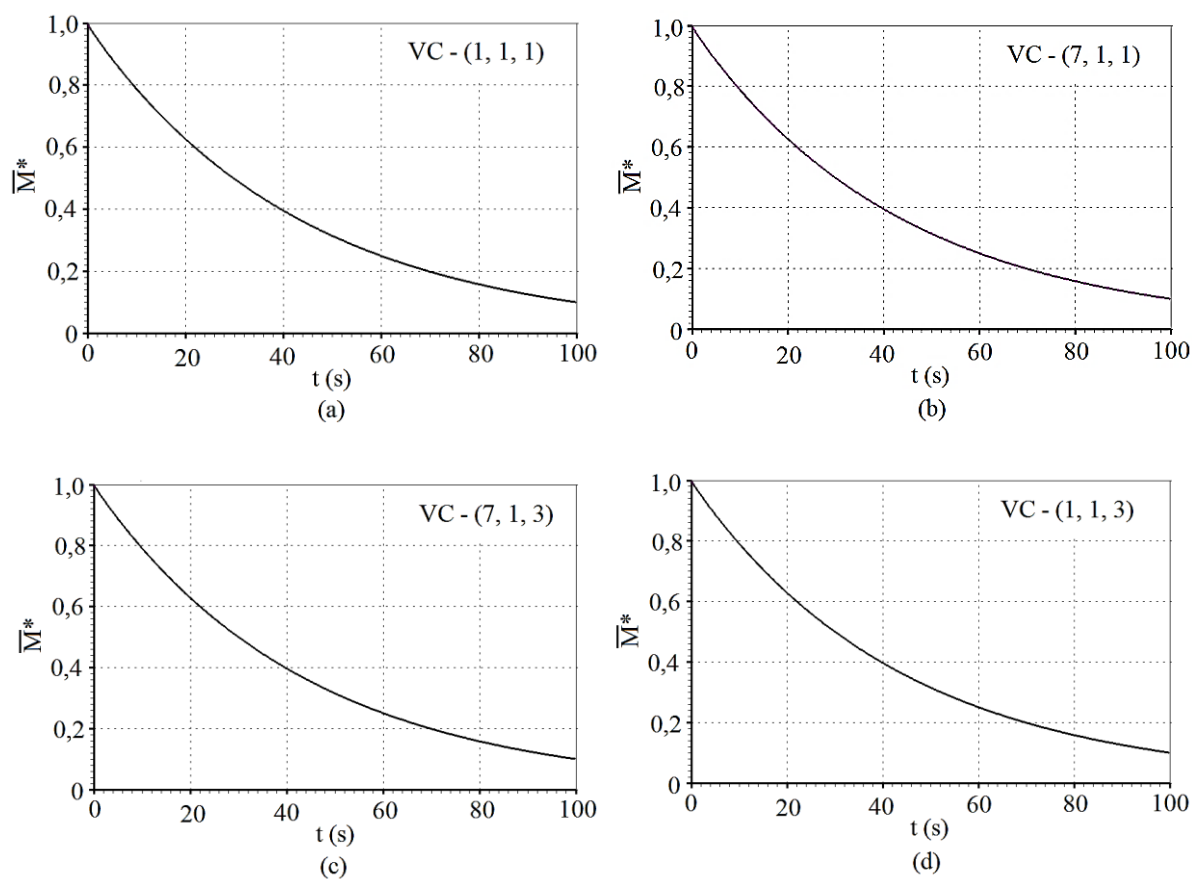 1,0
VC - (1, 1, 1)
0,8
0,6
M*
0,4
0,2
0
0 20 40 60 80 100
t (s)
(a)
1,0
VC - (7, 1, 1)
0,8
0,6
M*
0,4
0,2
0
0 20 40 60 80 100
t (s)
(b)
1,0
VC - (7, 1, 3)
0,8
0,6
M*
0,4
0,2
0
0 20 40 60 80 100
t (s)
(c)
1,0
VC - (1, 1, 3)
0,8
0,6
M*
0,4
0,2
0
0 20 40 60 80 100
t (s)
(d)